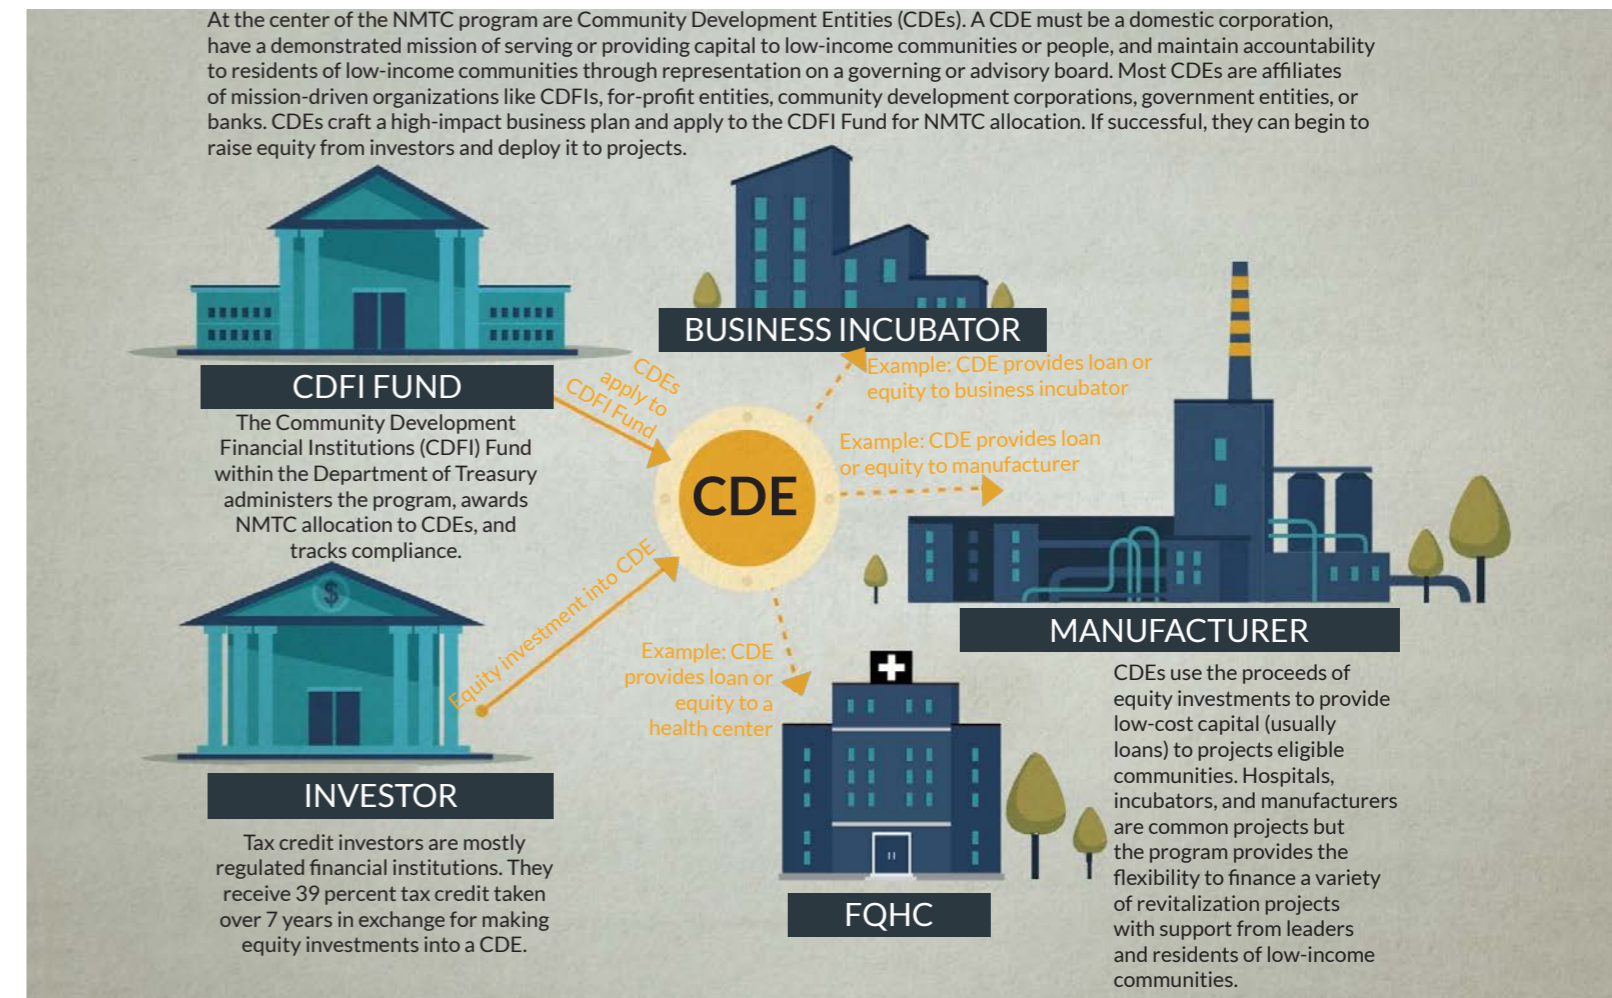 At the center of the NMTC program are Community Development Entities (CDEs). A CDE must be a domestic corporation,
have a demonstrated mission of serving or providing capital to low-income communities or people, and maintain accountability
to residents of low-income communities through representation on a governing or advisory board. Most CDEs are affiliates
of mission-driven organizations like CDFIs, for-profit entities, community development corporations, government entities, or
banks. CDEs craft a high-impact business plan and apply to the CDFI Fund for NMTC allocation. If successful, they can begin to
raise equity from investors and deploy it to projects.
CDFI FUND
The Community Development
Financial Institutions (CDFI) Fund
within the Department of Treasury
administers the program, awards
NMTC allocation to CDEs, and
tracks compliance.
CDEs
apply to
CDFI Fund
BUSINESS INCUBATOR
Example: CDE provides loan or
equity to business incubator
Example: CDE provides loan
or equity to manufacturer
CDE
Equity investment into CDE
$
INVESTOR
Tax credit investors are mostly
regulated financial institutions. They
receive 39 percent tax credit taken
over 7 years in exchange for making
equity investments into a CDE.
Example: CDE
provides loan or
equity to a
health center
FQHC
MANUFACTURER
CDEs use the proceeds of
equity investments to provide
low-cost capital (usually
loans) to projects eligible
communities. Hospitals,
incubators, and manufacturers
are common projects but
the program provides the
flexibility to finance a variety
of revitalization projects
with support from leaders
and residents of low-income
communities.